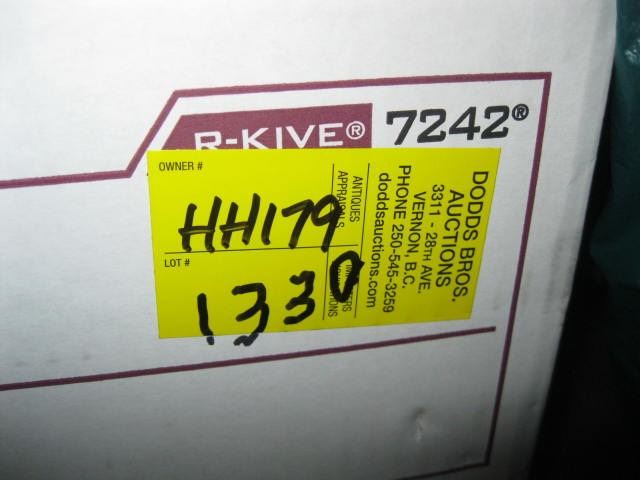 R-KIVE® 7242®
OWNER #
HH179
LOT #
1330
DODDS BROS.
AUCTIONS
3311 - 28TH AVE.
VERNON, B.C.
PHONE 250-545-3259
doddsauctions.com
ANTIQUES
APPRAISALS